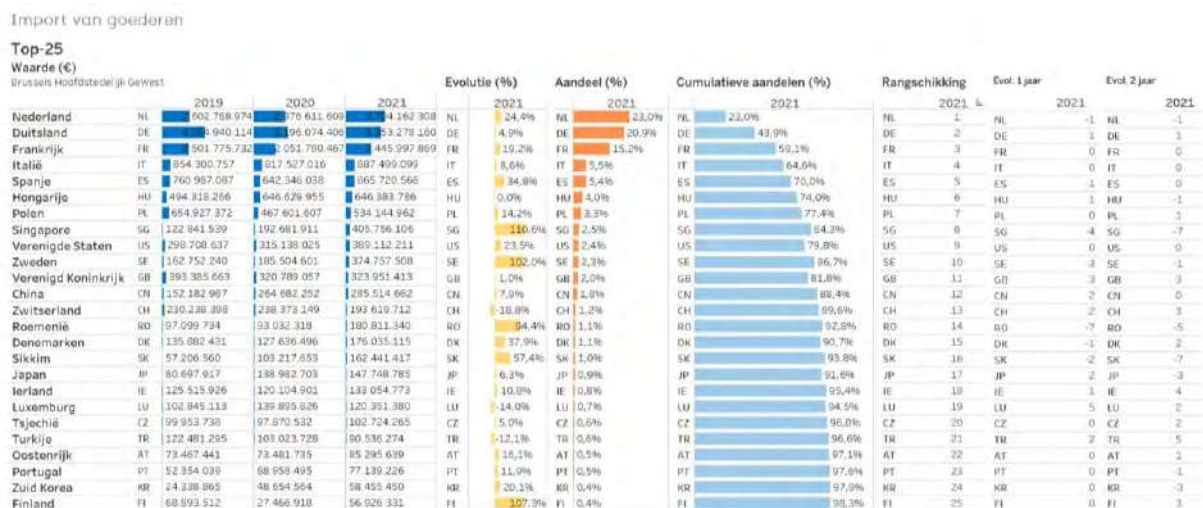 Import van goederen
Top-25
Waarde (€)
Brussels Hoofdstedelijk Gewest Evolutie (%) Aandeel (%) Cumulatieve aandelen (%) Rangschikking Evol. 1 jaar Evol. 2 jaar
2019 2020 2021 2021 2021 2021 2021 2021 2021
Nederland NL 602.768.974 976.611.609 162.308 NL 24,4% NL 23,0% NL 23,0% NL 1 NL -1 NL -1
Duitsland DE 940.114 196.074.406 253.278.160 DE 4,9% DE 20,9% DE 43,9% DE 2 DE 1 DE 1
Frankrijk FR 501.775.732 2.051.780.467 445.997.869 FR 19,2% FR 15,2% FR 59,1% FR 3 FR 0 FR 0
Italië IT 854.300.757 817.527.016 887.499.099 IT 8,6% IT 5,5% IT 64,6% IT 4 IT 0 IT 0
Spanje ES 760.987.087 642.346.038 865.720.566 ES 34,8% ES 5,4% ES 70,0% ES 5 ES 1 ES 0
Hongarije HU 494.318.266 646.628.955 646.383.786 HU 0,0% HU 4,0% HU 74,0% HU 6 HU 1 HU -1
Polen PL 654.927.372 467.601.607 534.144.962 PL 14,2% PL 3,3% PL 77,4% PL 7 PL 0 PL 1
Singapore SG 122.841.539 192.681.911 405.756.106 SG 110,6% SG 2,5% SG 84,3% SG 8 SG -4 SG -7
Verenigde Staten US 298.708.637 315.138.025 389.112.211 US 23,5% US 2,4% US 79,8% US 9 US 0 US 0
Zweden SE 162.752.240 185.504.601 374.757.508 SE 102,0% SE 2,3% SE 86,7% SE 10 SE -3 SE -1
Verenigd Koninkrijk GB 393.385.663 320.789.057 323.951.413 GB 1,0% GB 2,0% GB 81,8% GB 11 GB 3 GB 3
China CN 152.182.987 264.682.252 285.514.662 CN 7,9% CN 1,8% CN 88,4% CN 12 CN 2 CN 0
Zwitserland CH 230.238.398 238.373.149 193.619.712 CH -18,8% CH 1,2% CH 89,6% CH 13 CH 2 CH 3
Roemenië RO 97.099.734 93.032.318 180.811.340 RO 94,4% RO 1,1% RO 92,8% RO 14 RO -7 RO -5
Denemarken DK 135.882.431 127.636.496 176.035.115 DK 37,9% DK 1,1% DK 90,7% DK 15 DK -1 DK 2
Sikkim SK 57.206.560 103.217.653 162.441.417 SK 57,4% SK 1,0% SK 93,8% SK 16 SK -2 SK -7
Japan JP 80.697.917 138.982.703 147.748.785 JP 6,3% JP 0,9% JP 91,6% JP 17 JP 2 JP -3
Ierland IE 125.515.926 120.104.901 133.054.773 IE 10,8% IE 0,8% IE 95,4% IE 18 IE 1 IE 4
Luxemburg LU 102.845.113 139.895.826 120.351.380 LU -14,0% LU 0,7% LU 94,5% LU 19 LU 5 LU 2
Tsjechië CZ 99.953.738 97.870.532 102.724.265 CZ 5,0% CZ 0,6% CZ 96,0% CZ 20 CZ 0 CZ 2
Turkije TR 122.481.295 103.023.728 90.536.274 TR -12,1% TR 0,6% TR 96,6% TR 21 TR 2 TR 5
Oostenrijk AT 73.467.441 73.481.735 85.295.639 AT 16,1% AT 0,5% AT 97,1% AT 22 AT 0 AT 1
Portugal PT 52.354.039 68.958.495 77.139.226 PT 11,9% PT 0,5% PT 97,6% PT 23 PT 0 PT -1
Zuid Korea KR 24.338.865 48.654.564 58.455.450 KR 20,1% KR 0,4% KR 97,9% KR 24 KR 0 KR -3
Finland FI 68.893.512 27.466.918 56.926.331 FI 107,3% FI 0,4% FI 98,3% FI 25 FI 0 FI 3